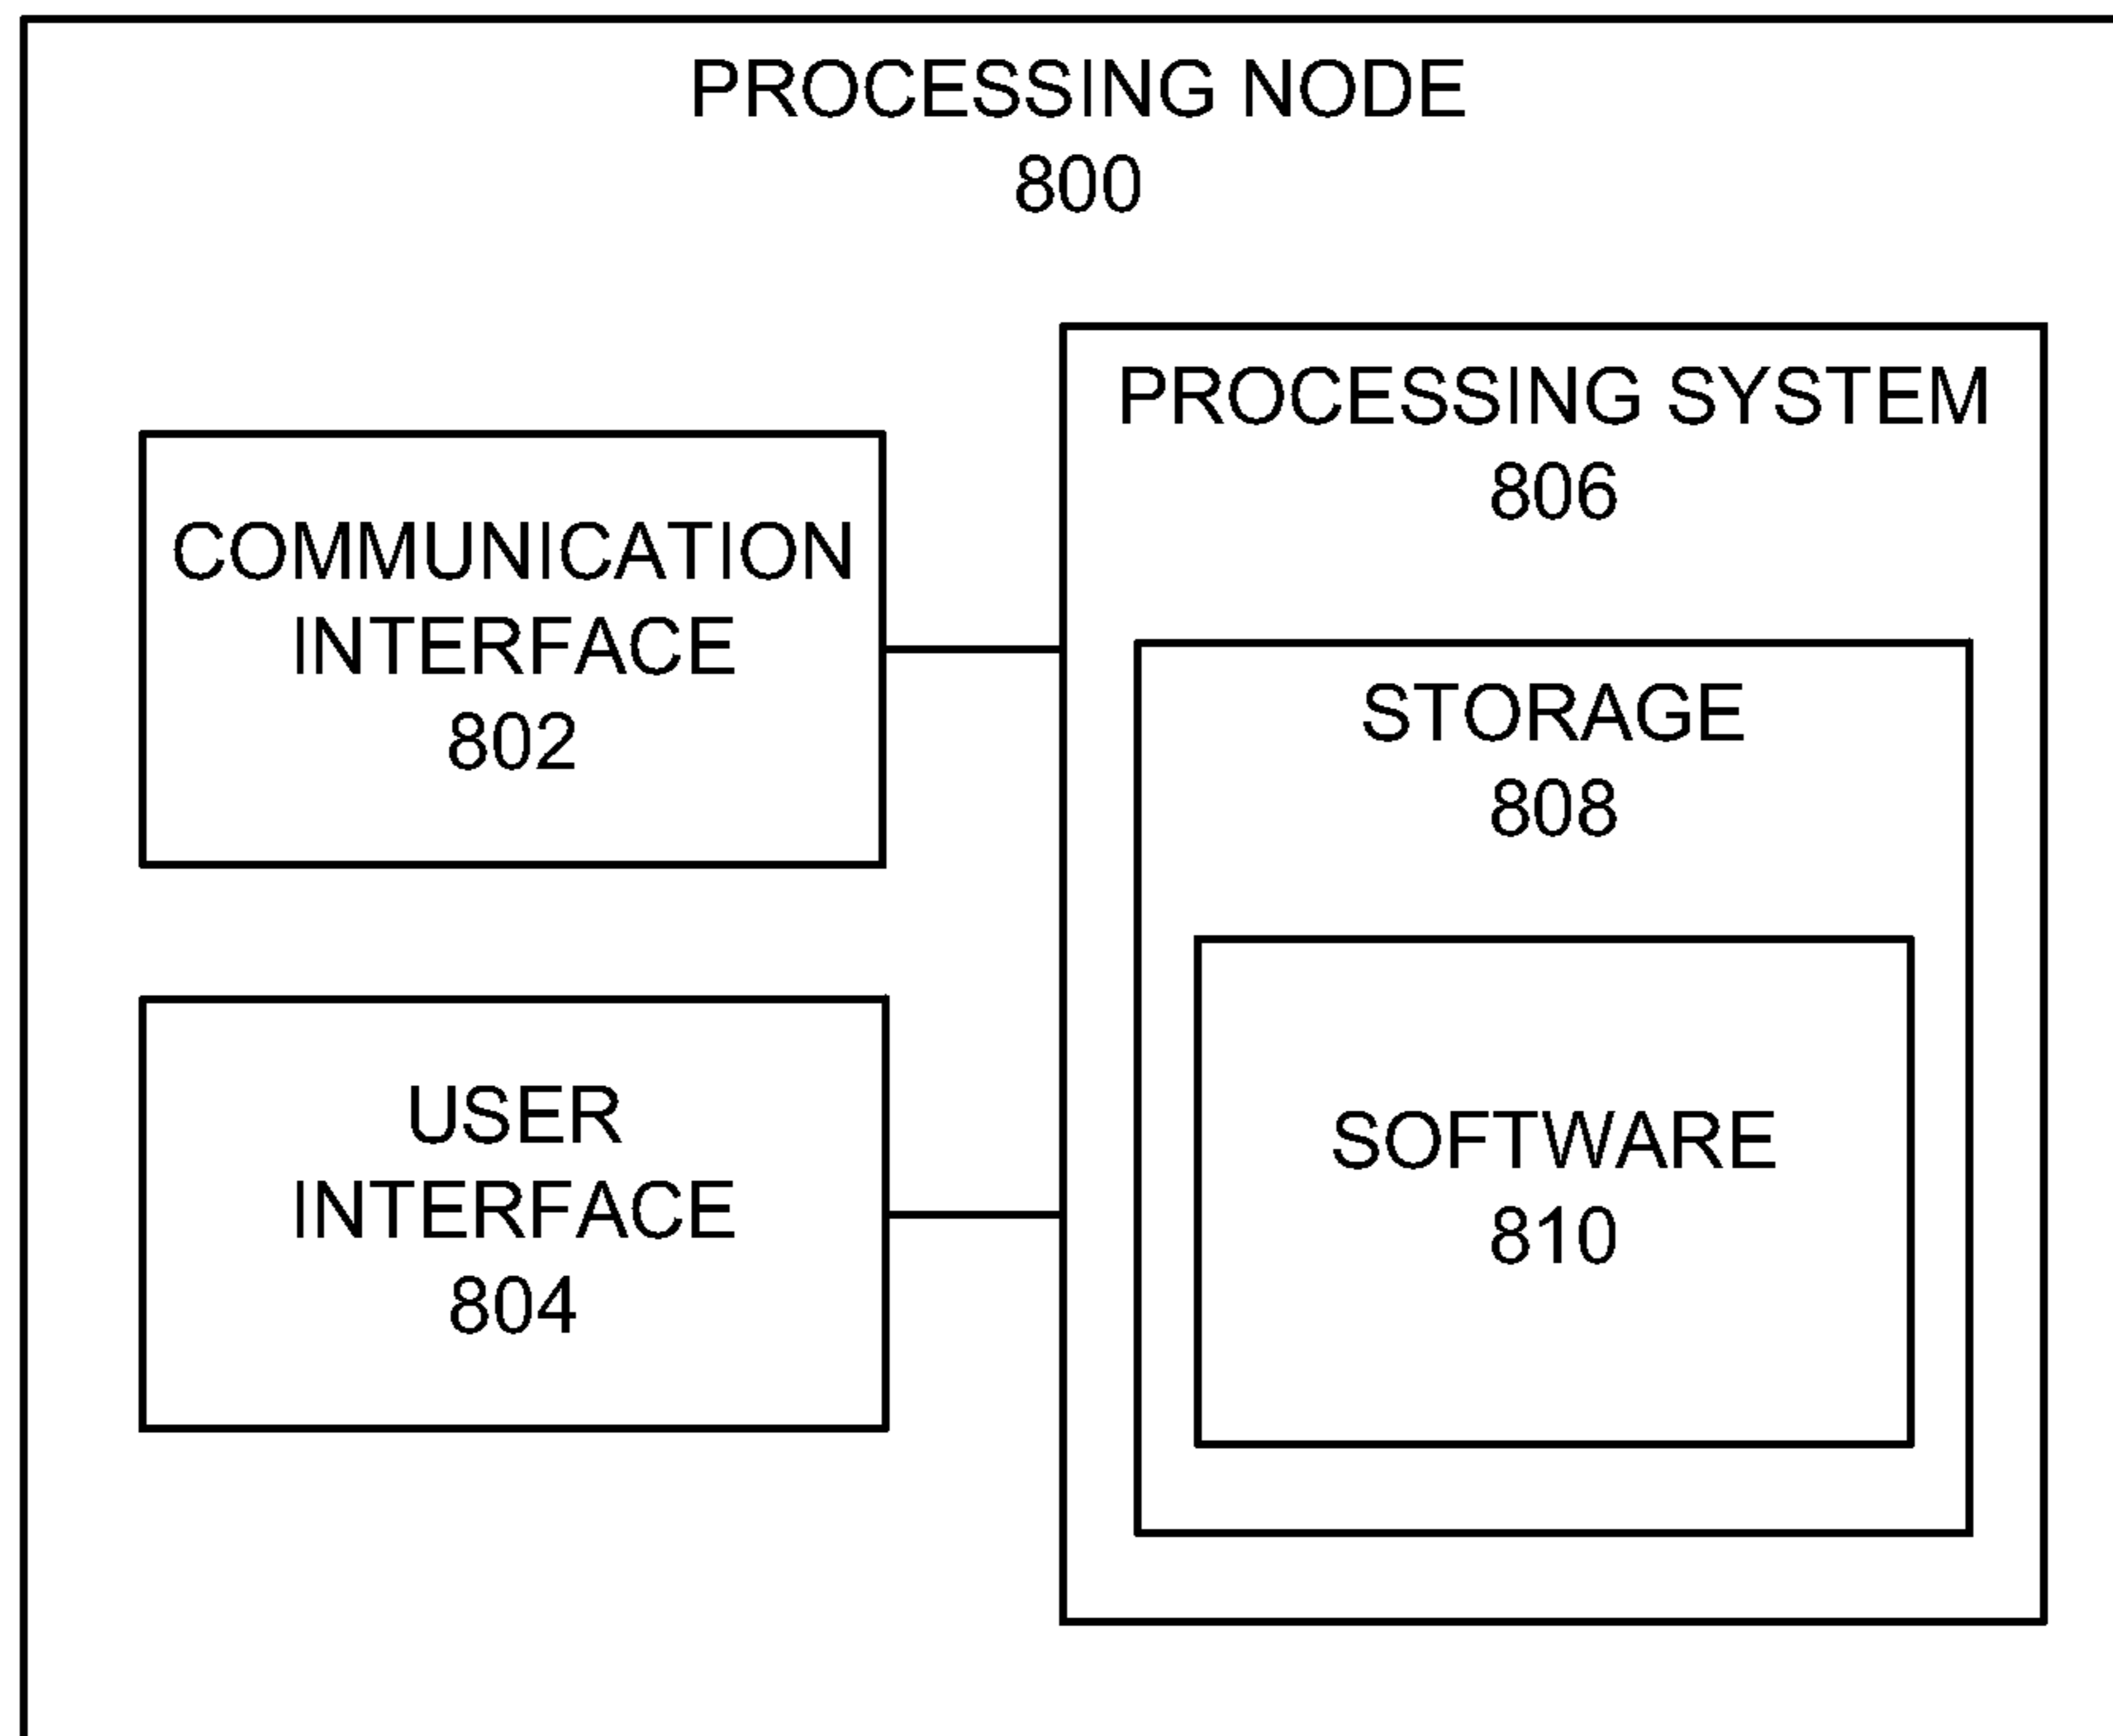 PROCESSING NODE
800
PROCESSING SYSTEM
806
COMMUNICATION
INTERFACE
802
STORAGE
808
USER
INTERFACE
804
SOFTWARE
810